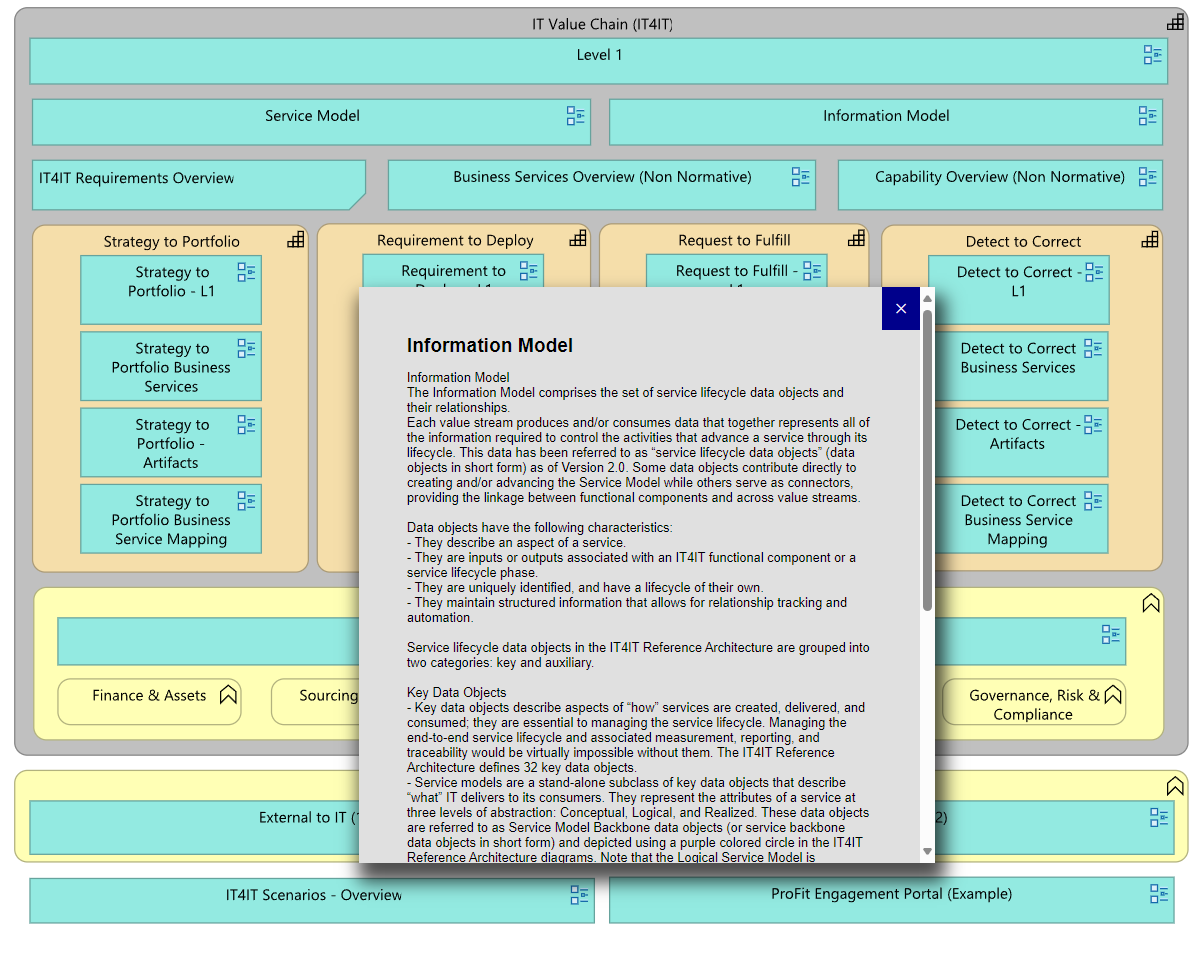 IT Value Chain (IT4IT)
Level 1
Service Model
Information Model
IT4IT Requirements Overview
Business Services Overview (Non Normative)
Capability Overview (Non Normative)
Strategy to Portfolio
Strategy to
Portfolio - L1
Strategy to
Portfolio Business
Services
Strategy to
Portfolio -
Artifacts
Strategy to
Portfolio Business
Service Mapping
Requirement to Deploy
Requirement to
Request to Fulfill
Request to Fulfill -
Detect to Correct
Detect to Correct -
L1
Detect to Correct
Business Services
Detect to Correct -
Artifacts
Detect to Correct
Business Service
Mapping
×
Information Model
Information Model
The Information Model comprises the set of service lifecycle data objects and
their relationships.
Each value stream produces and/or consumes data that together represents all of
the information required to control the activities that advance a service through its
lifecycle. This data has been referred to as “service lifecycle data objects” (data
objects in short form) as of Version 2.0. Some data objects contribute directly to
creating and/or advancing the Service Model while others serve as connectors,
providing the linkage between functional components and across value streams.
Data objects have the following characteristics:
- They describe an aspect of a service.
- They are inputs or outputs associated with an IT4IT functional component or a
service lifecycle phase.
- They are uniquely identified, and have a lifecycle of their own.
- They maintain structured information that allows for relationship tracking and
automation.
Service lifecycle data objects in the IT4IT Reference Architecture are grouped into
two categories: key and auxiliary.
Key Data Objects
- Key data objects describe aspects of “how” services are created, delivered, and
consumed; they are essential to managing the service lifecycle. Managing the
end-to-end service lifecycle and associated measurement, reporting, and
traceability would be virtually impossible without them. The IT4IT Reference
Architecture defines 32 key data objects.
- Service models are a stand-alone subclass of key data objects that describe
“what” IT delivers to its consumers. They represent the attributes of a service at
three levels of abstraction: Conceptual, Logical, and Realized. These data objects
are referred to as Service Model Backbone data objects (or service backbone
data objects in short form) and depicted using a purple colored circle in the IT4IT
Reference Architecture diagrams. Note that the Logical Service Model is
Finance & Assets
Sourcing
Governance, Risk &
Compliance
External to IT (
2)
IT4IT Scenarios - Overview
ProFit Engagement Portal (Example)